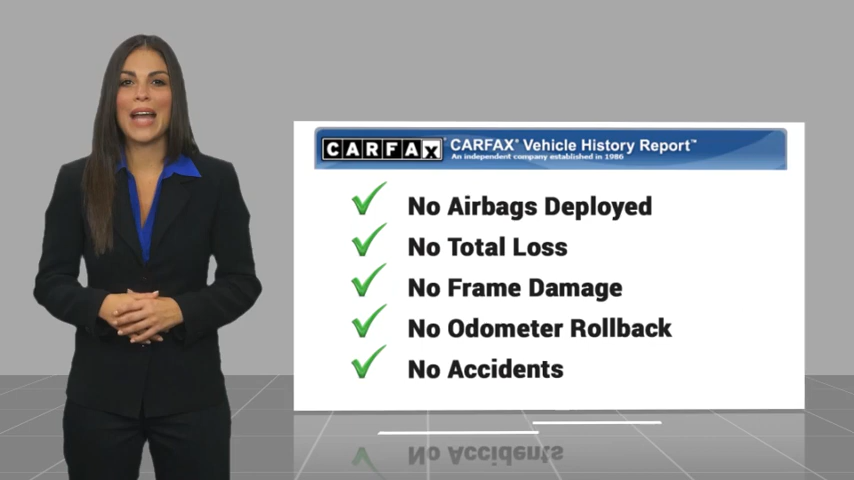 CARFAX CARFAX® Vehicle History Report™
An independent company established in 1986
No Airbags Deployed
No Total Loss
No Frame Damage
No Odometer Rollback
No Accidents
No Accidents